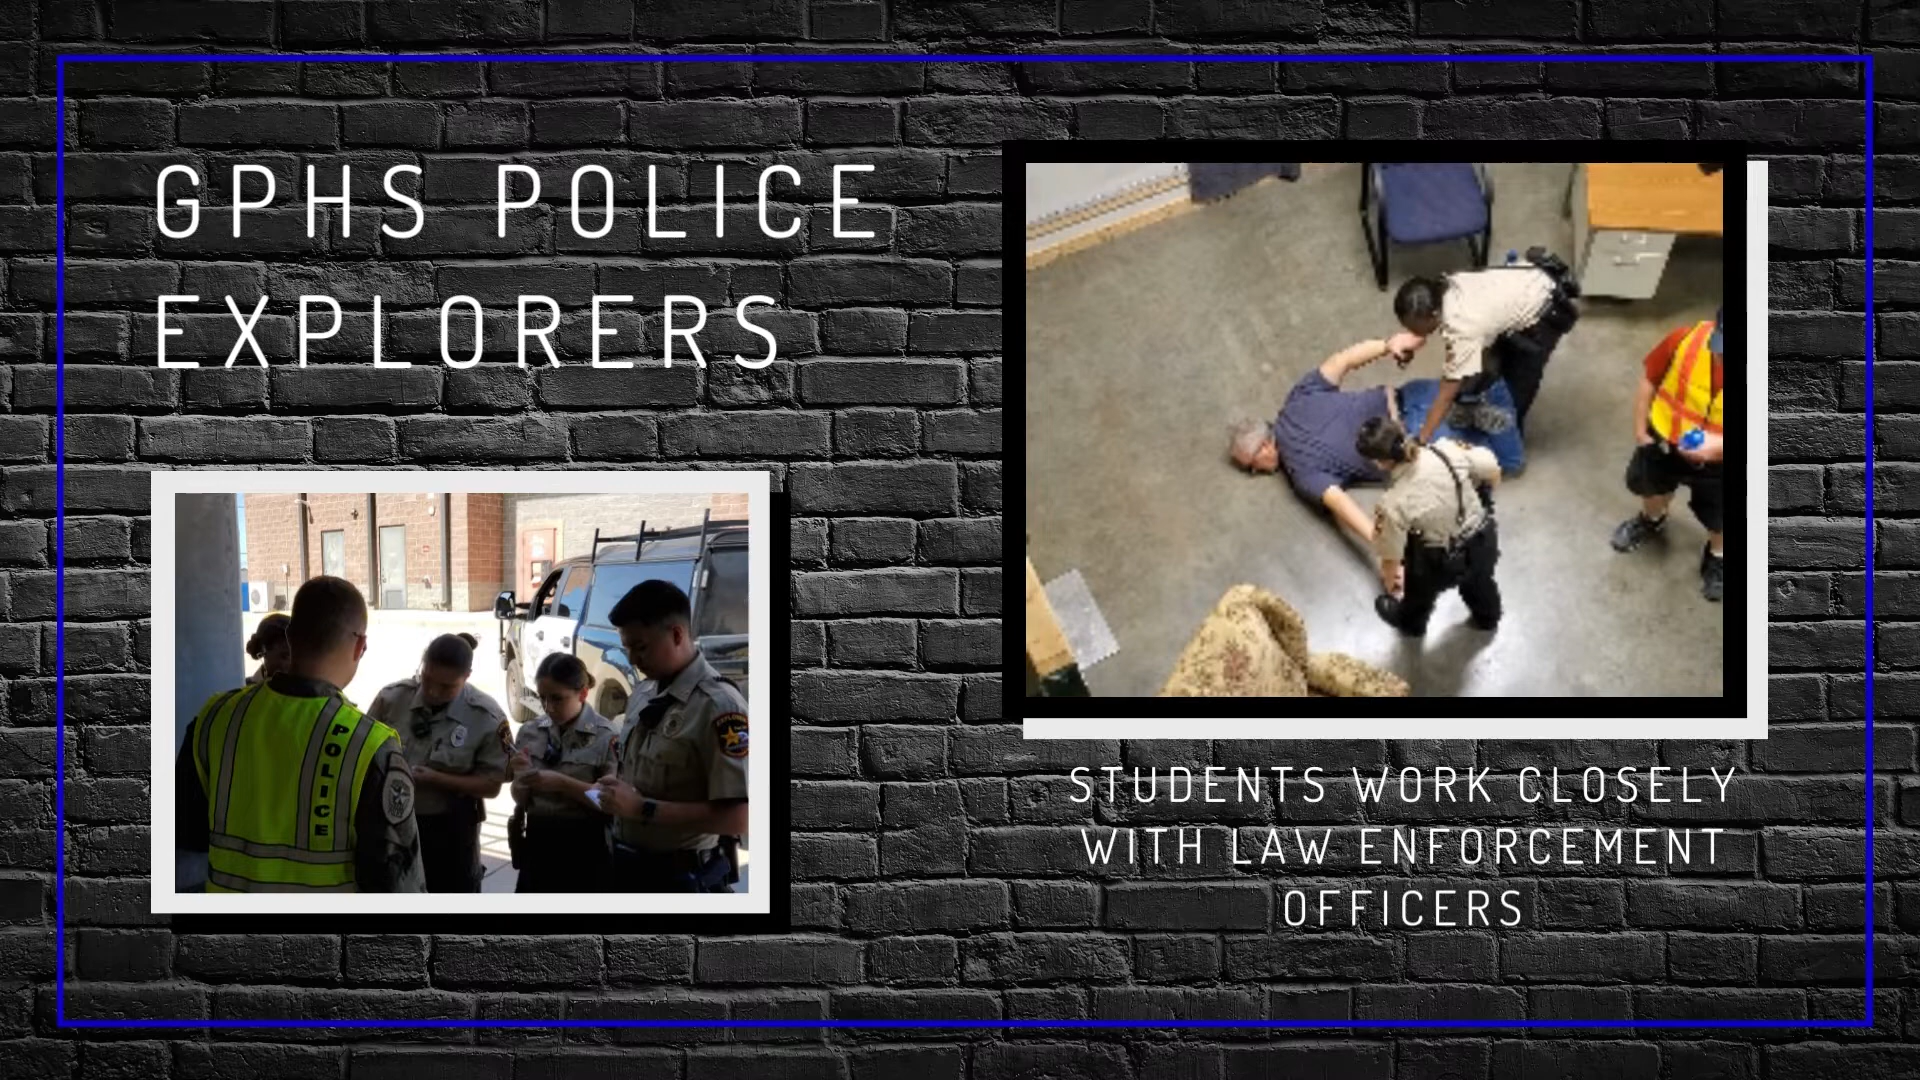 GPHS POLICE
EXPLORERS
POLICE
STUDENTS WORK CLOSELY
WITH LAW ENFORCEMENT
OFFICERS